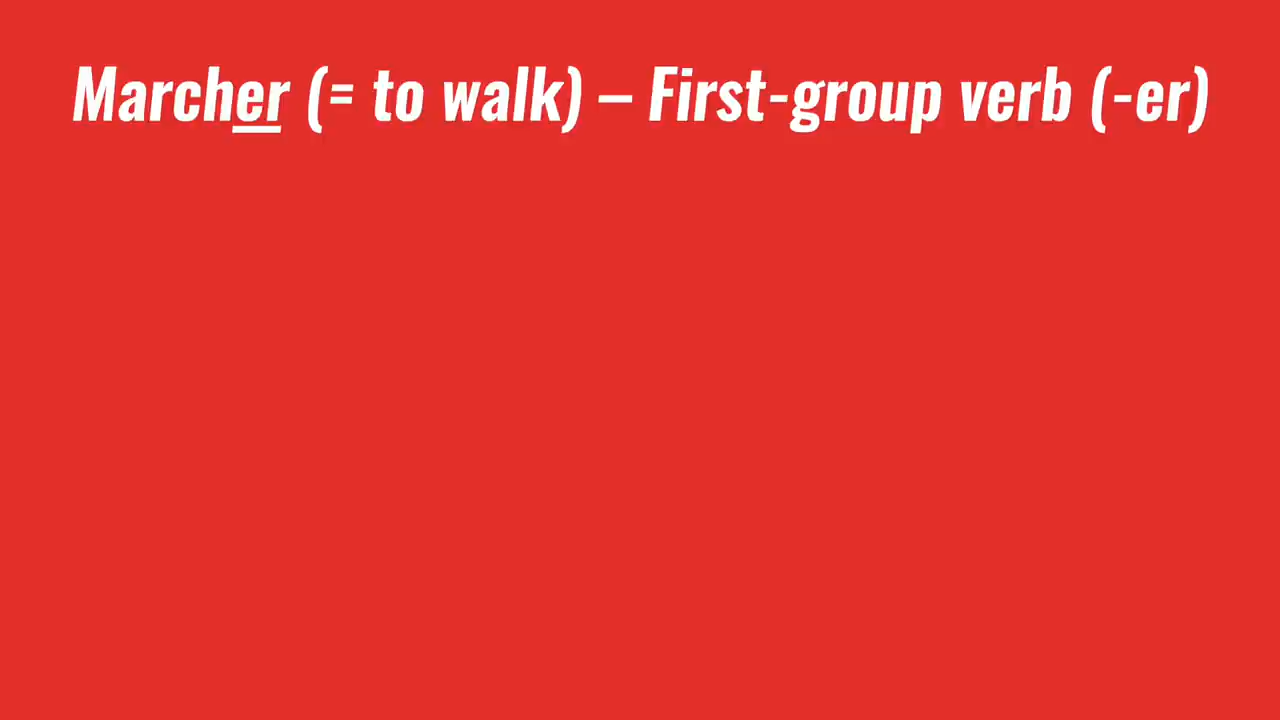 Marcher (= to walk) – First-group verb (-er)